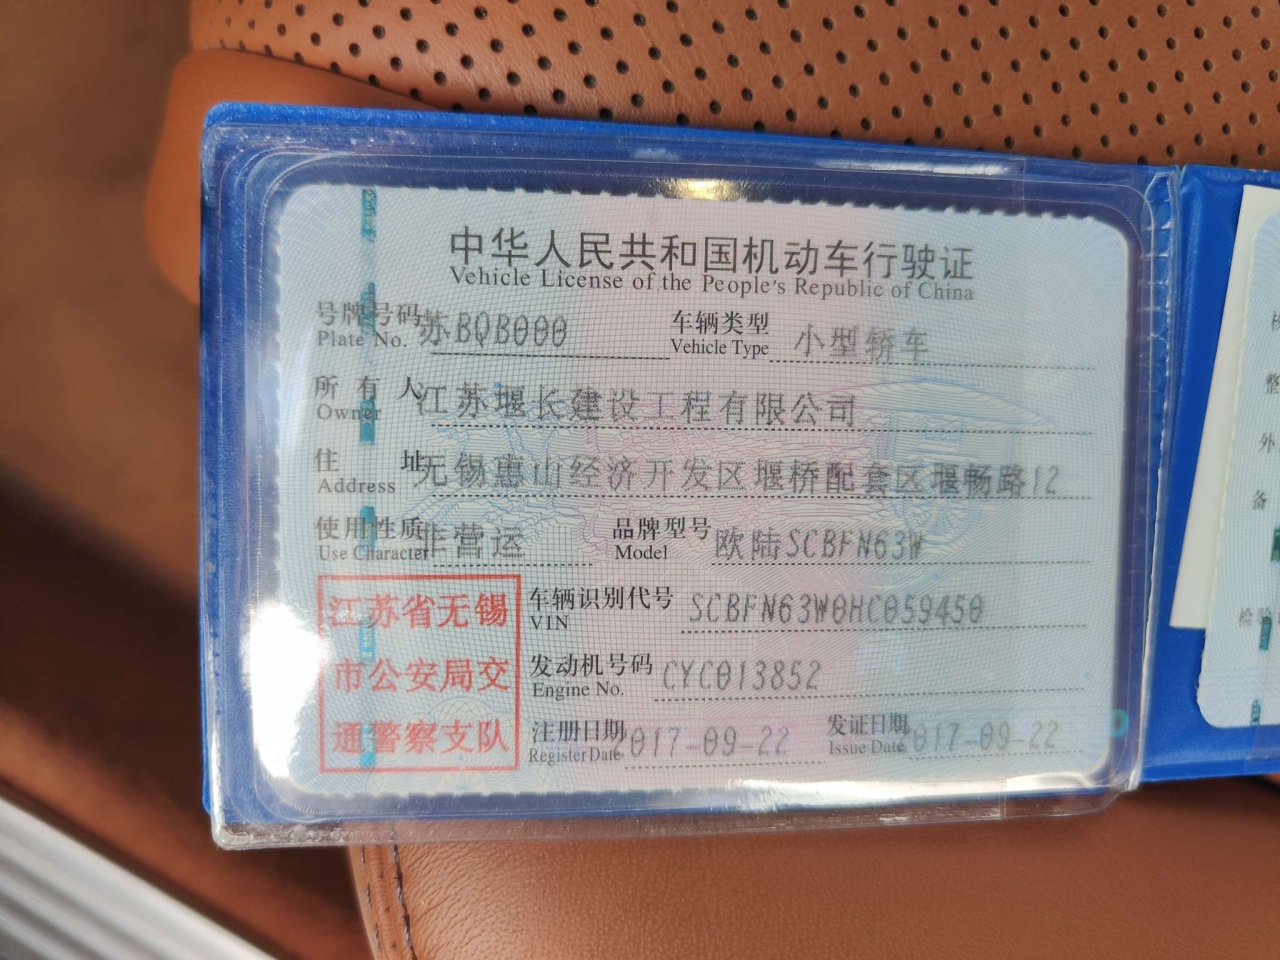 中华人民共和国机动车行驶证
Vehicle License of the People's Republic of China
号牌号码 苏BQB000 车辆类型 小型轿车
Plate No. Vehicle Type
所有人 江苏堰长建设工程有限公司
Owner
住址 无锡惠山经济开发区堰桥配套区堰畅路12
Address
使用性质 非营运 品牌型号 欧陆SCBFN63W
Use Character Model
江苏省无锡
市公安局交
通警察支队
车辆识别代号 SCBFN63W0HC059450
VIN
发动机号码 CYC013852
Engine No.
注册日期 2017-09-22 发证日期 2017-09-22
Register Date Issue Date
整
外
备
检验